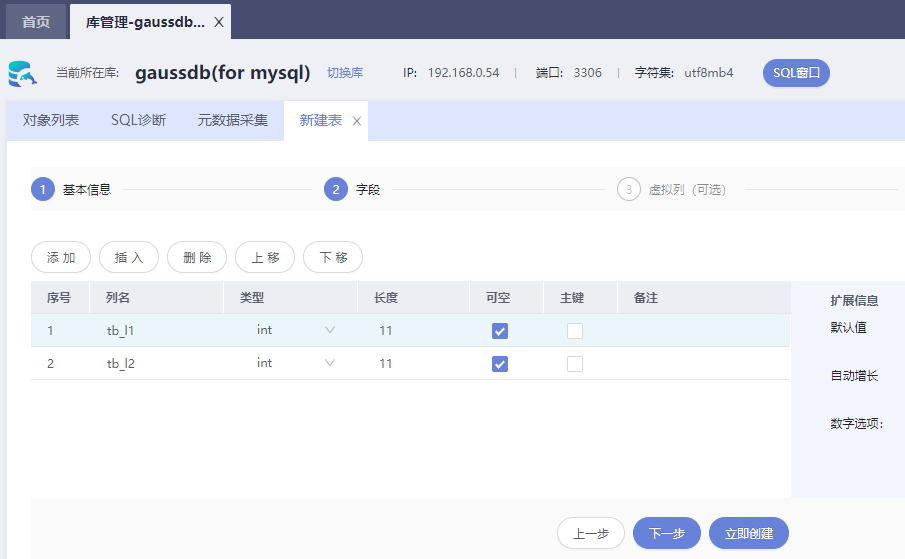 首页 库管理-gaussdb... X
当前所在库: gaussdb(for mysql) 切换库 IP: 192.168.0.54 端口: 3306 字符集: utf8mb4 SQL窗口
对象列表 SQL诊断 元数据采集 新建表 ×
1 基本信息 2 字段 3 虚拟列（可选）
添加 插入 删除 上移 下移
序号 列名 类型 长度 可空 主键 备注 扩展信息
1 tb_l1 int 11 默认值
2 tb_l2 int 11
自动增长
数字选项:
上一步 下一步 立即创建